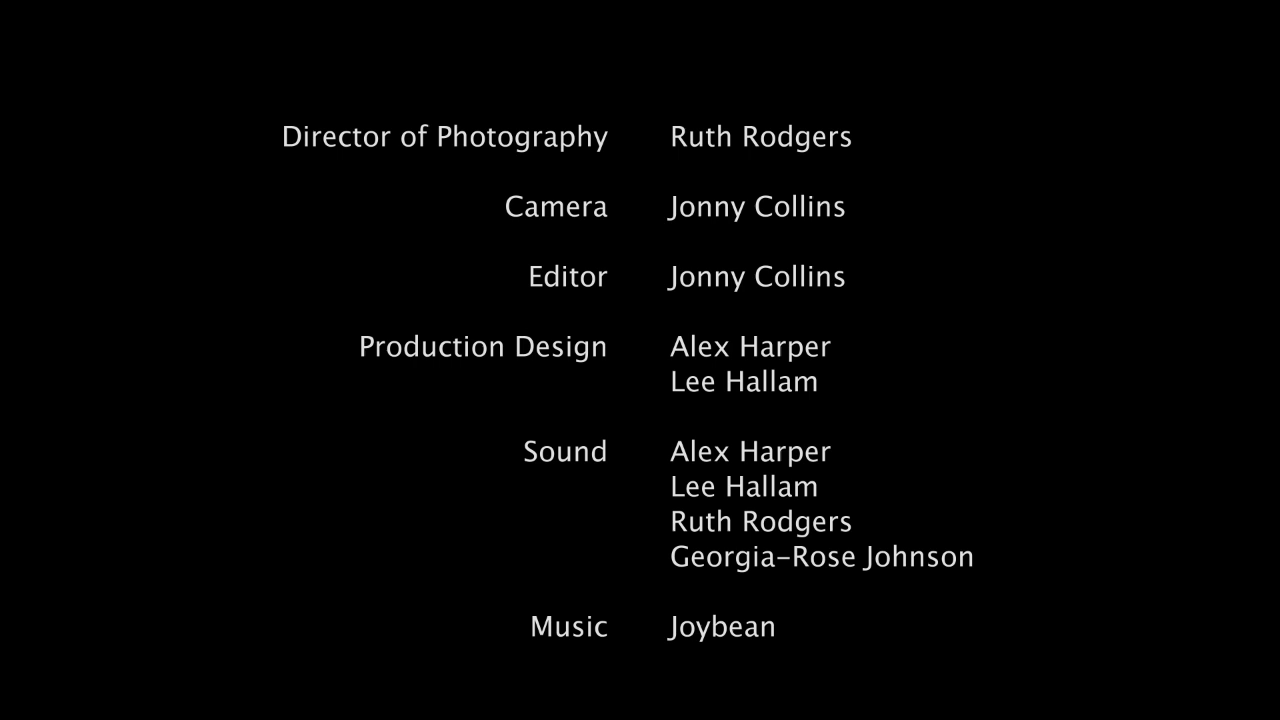 Director of Photography Ruth Rodgers
Camera Jonny Collins
Editor Jonny Collins
Production Design Alex Harper
Lee Hallam
Sound Alex Harper
Lee Hallam
Ruth Rodgers
Georgia-Rose Johnson
Music Joybean